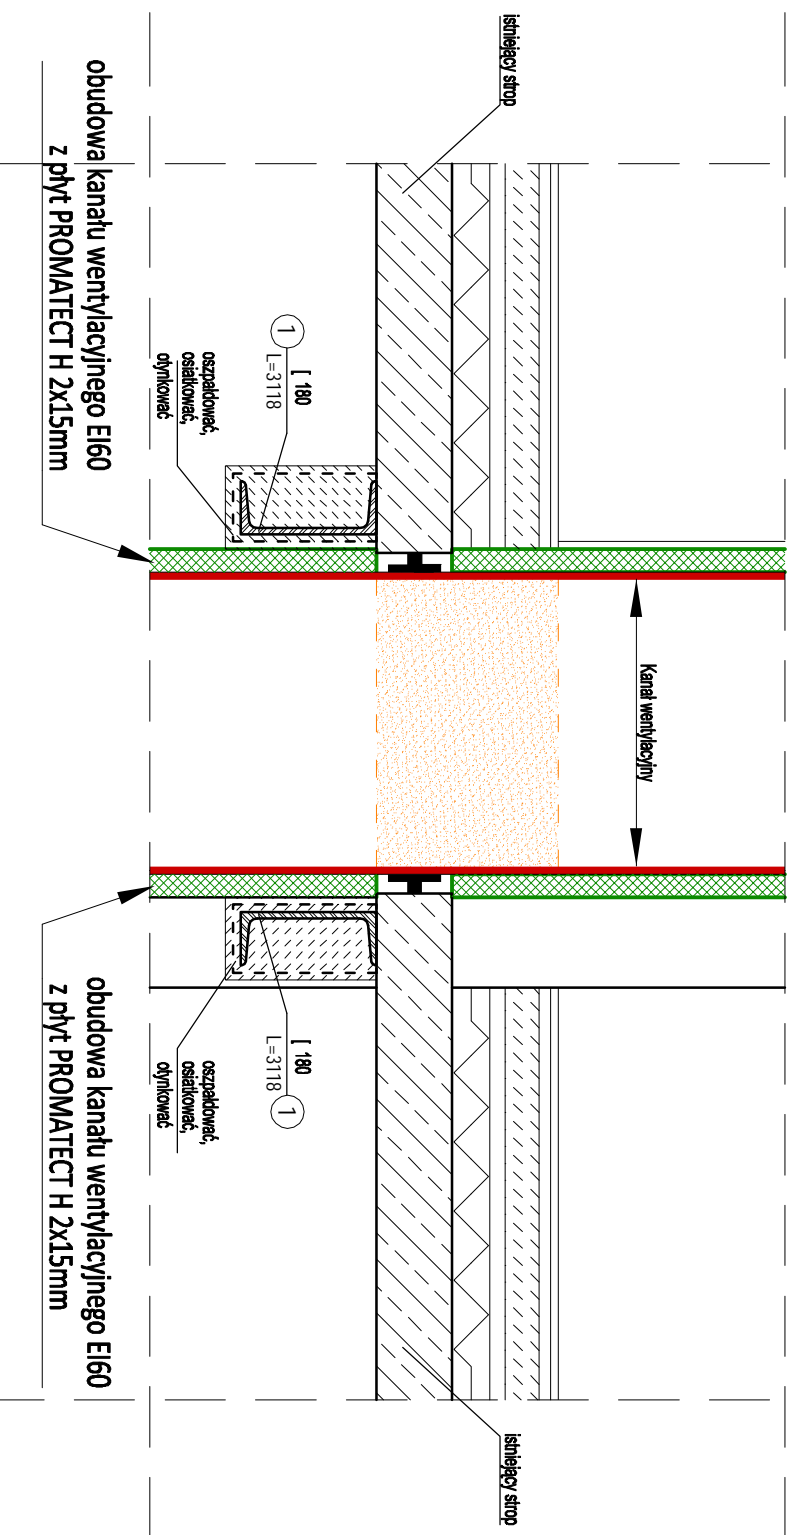 istniejący strop
Kanał wentylacyjny
istniejący strop
1
[ 180
L=3118
oszpałdować,
osiatkować,
otynkować
[ 180
L=3118
1
oszpałdować,
osiatkować,
otynkować
obudowa kanału wentylacyjnego EI60
z płyt PROMATECT H 2x15mm
obudowa kanału wentylacyjnego EI60
z płyt PROMATECT H 2x15mm